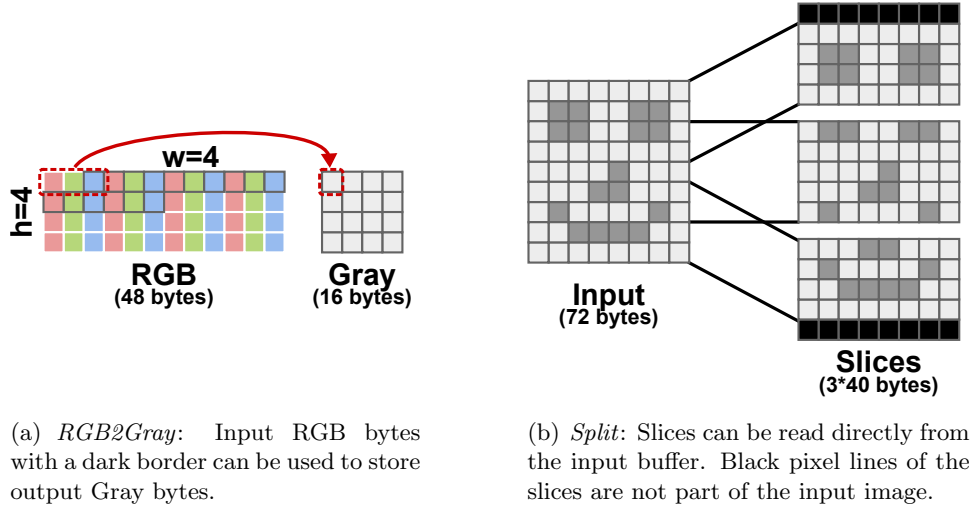 w=4
h=4
RGB
(48 bytes)
Gray
(16 bytes)
(a) RGB2Gray: Input RGB bytes
with a dark border can be used to store
output Gray bytes.
Input
(72 bytes)
Slices
(3*40 bytes)
(b) Split: Slices can be read directly from
the input buffer. Black pixel lines of the
slices are not part of the input image.